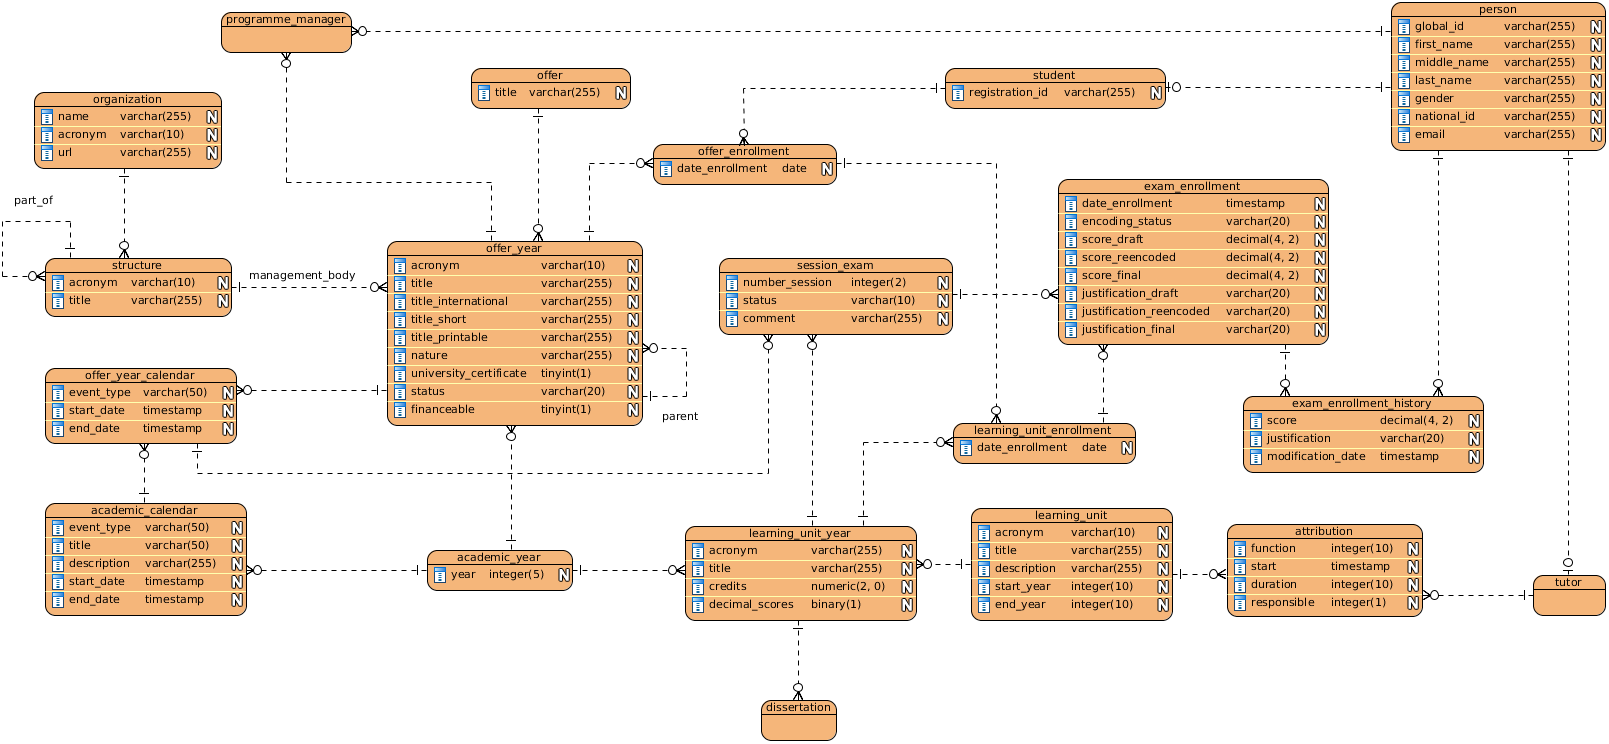 programme_manager
person
global_id varchar(255) N
first_name varchar(255) N
middle_name varchar(255) N
last_name varchar(255) N
gender varchar(255) N
national_id varchar(255) N
email varchar(255) N
offer
title varchar(255) N
student
registration_id varchar(255) N
organization
name varchar(255) N
acronym varchar(10) N
url varchar(255) N
offer_enrollment
date_enrollment date N
exam_enrollment
date_enrollment timestamp N
encoding_status varchar(20) N
score_draft decimal(4, 2) N
score_reencoded decimal(4, 2) N
score_final decimal(4, 2) N
justification_draft varchar(20) N
justification_reencoded varchar(20) N
justification_final varchar(20) N
part_of
structure
acronym varchar(10) N
title varchar(255) N
management_body
offer_year
acronym varchar(10) N
title varchar(255) N
title_international varchar(255) N
title_short varchar(255) N
title_printable varchar(255) N
nature varchar(255) N
university_certificate tinyint(1) N
status varchar(20) N
financeable tinyint(1) N
parent
session_exam
number_session integer(2) N
status varchar(10) N
comment varchar(255) N
offer_year_calendar
event_type varchar(50) N
start_date timestamp N
end_date timestamp N
learning_unit_enrollment
date_enrollment date N
exam_enrollment_history
score decimal(4, 2) N
justification varchar(20) N
modification_date timestamp N
academic_calendar
event_type varchar(50) N
title varchar(50) N
description varchar(255) N
start_date timestamp N
end_date timestamp N
academic_year
year integer(5) N
learning_unit_year
acronym varchar(255) N
title varchar(255) N
credits numeric(2, 0) N
decimal_scores binary(1) N
learning_unit
acronym varchar(10) N
title varchar(255) N
description varchar(255) N
start_year integer(10) N
end_year integer(10) N
attribution
function integer(10) N
start timestamp N
duration integer(10) N
responsible integer(1) N
tutor
dissertation